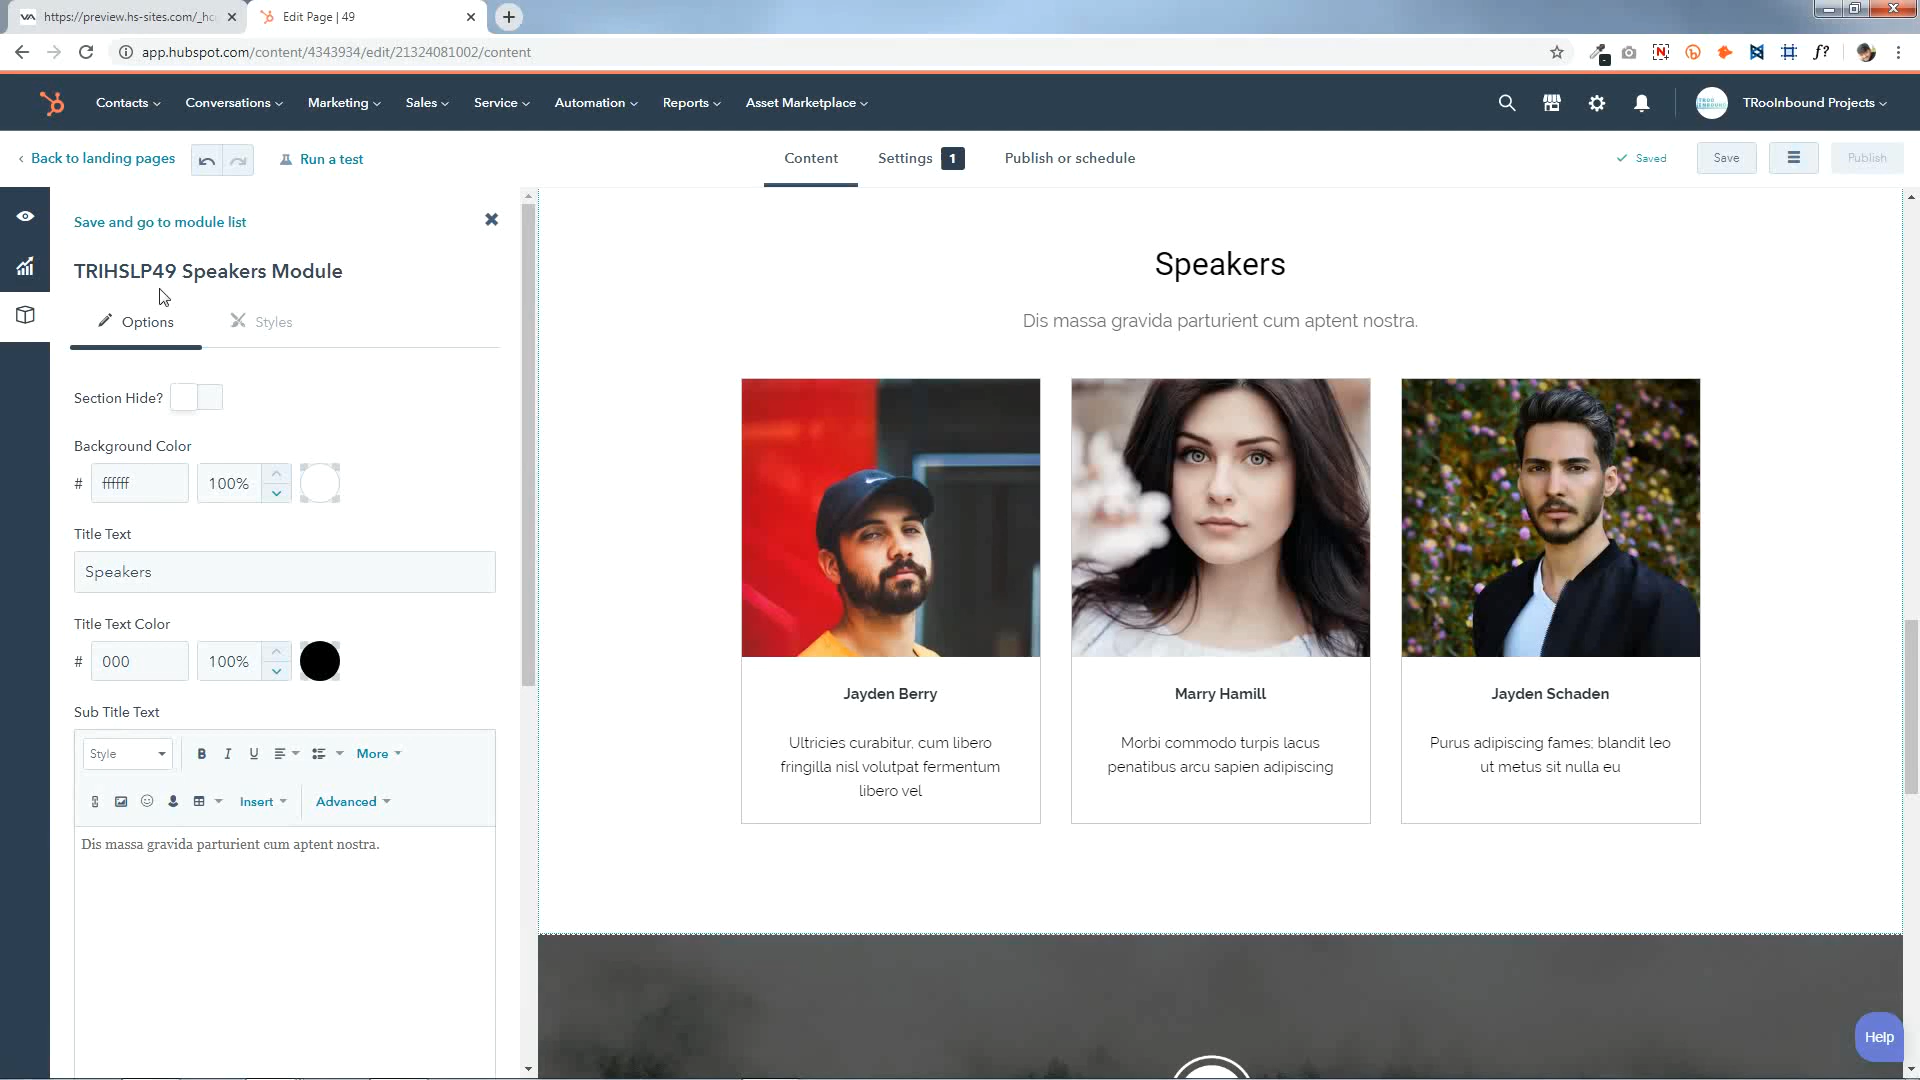 https://preview.hs-sites.com/_hc
Edit Page | 49
app.hubspot.com/content/4343934/edit/21324081002/content
Contacts
Conversations
Marketing
Sales
Service
Automation
Reports
Asset Marketplace
TRooInbound Projects
Back to landing pages
Run a test
Content
Settings 1
Publish or schedule
Saved
Save
Publish
Save and go to module list
TRIHSLP49 Speakers Module
Options
Styles
Section Hide?
Background Color
# ffffff 100%
Title Text
Speakers
Title Text Color
# 000 100%
Sub Title Text
Style B I U More
Insert Advanced
Dis massa gravida parturient cum aptent nostra.
Speakers
Dis massa gravida parturient cum aptent nostra.
Jayden Berry
Ultricies curabitur, cum libero
fringilla nisl volutpat fermentum
libero vel
Marry Hamill
Morbi commodo turpis lacus
penatibus arcu sapien adipiscing
Jayden Schaden
Purus adipiscing fames; blandit leo
ut metus sit nulla eu
Help